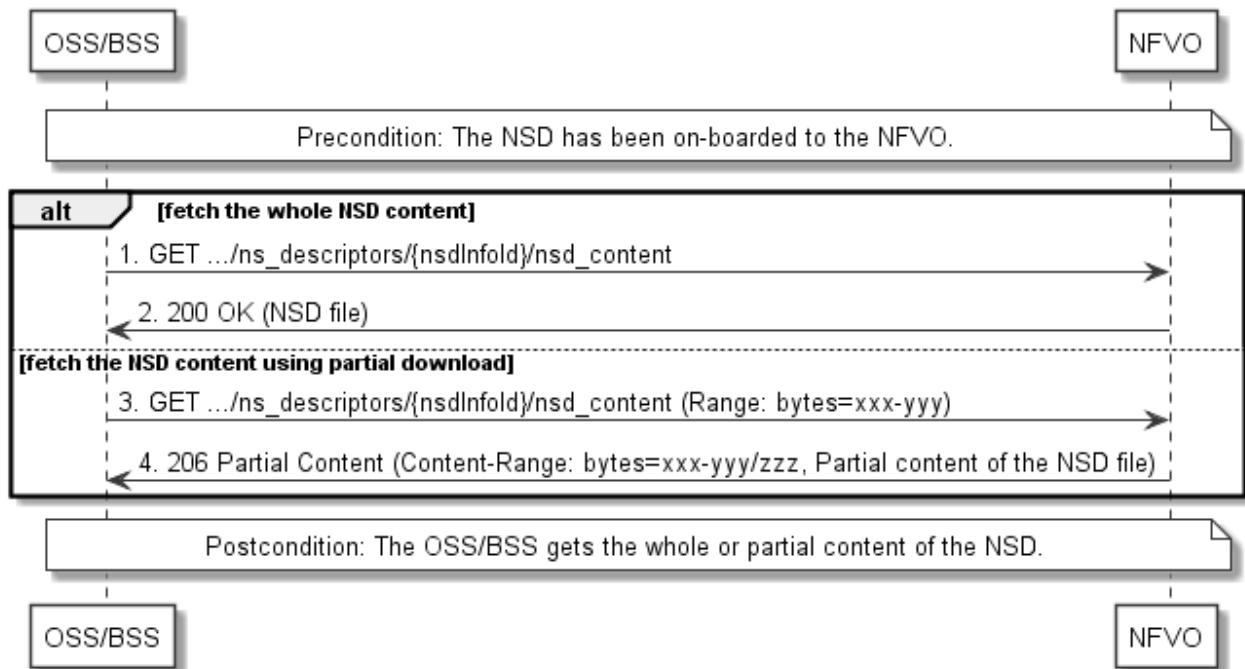 OSS/BSS
NFVO
Precondition: The NSD has been on-boarded to the NFVO.
alt
[fetch the whole NSD content]
1. GET .../ns_descriptors/{nsdInfoId}/nsd_content
2. 200 OK (NSD file)
[fetch the NSD content using partial download]
3. GET .../ns_descriptors/{nsdInfoId}/nsd_content (Range: bytes=xxx-yyy)
4. 206 Partial Content (Content-Range: bytes=xxx-yyy/zzz, Partial content of the NSD file)
Postcondition: The OSS/BSS gets the whole or partial content of the NSD.
OSS/BSS
NFVO